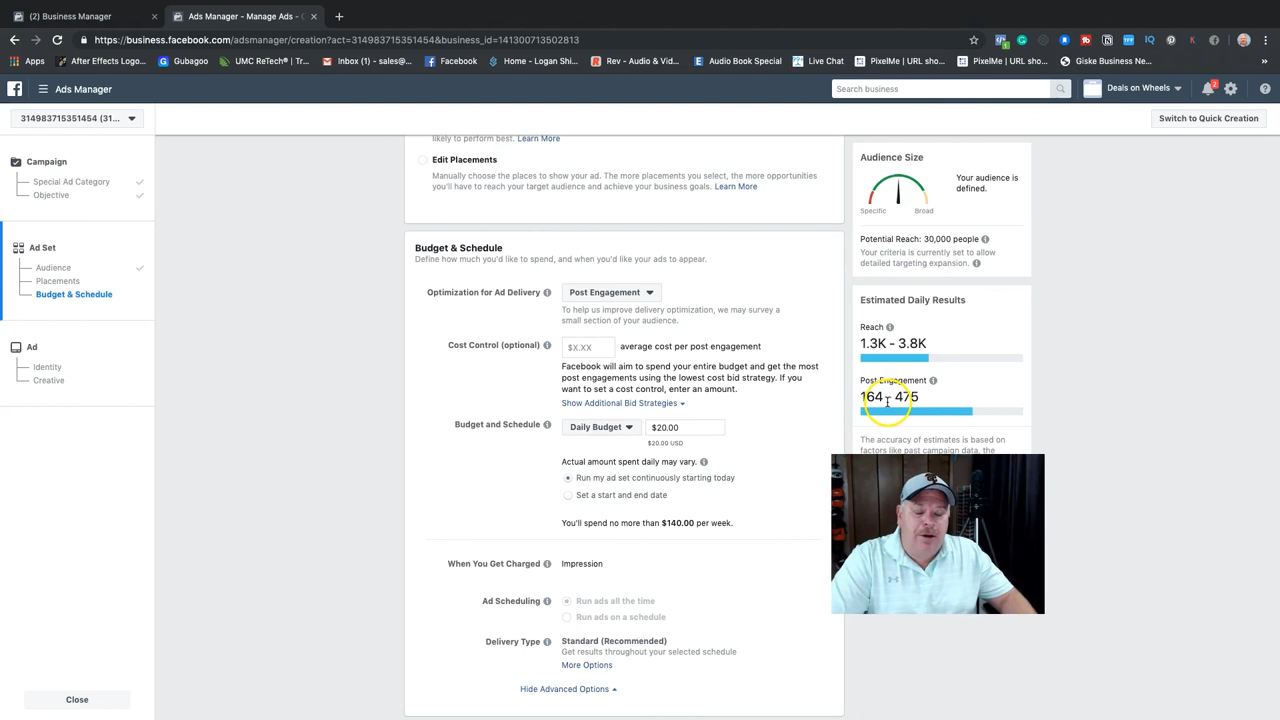 (2) Business
Ads Manager - Manage Ads - C
https://business.facebook.com/adsmanager/creation?act=314983715351454&business_id=141300713502813
Apps
After Effects Logo...
Gubagoo
UMC ReTech® | Tru...
Inbox (1) - sales@...
Facebook
Home - Logan Shi...
Rev - Audio & Vid...
Audience Book Special
Live Chat
PixelMe | URL sho...
PixelMe | URL sho...
Giske Business Ne...
Ads Manager
Search business
Deals on Wheels
2
314983715351454 (31...
Switch to Quick Creation
Campaign
Special Ad Category
Objective
Ad Set
Audience
Placements
Budget & Schedule
Ad
Identity
Creative
Close
likely to perform best. Learn More
Edit Placements
Manually choose the places to show your ad. The more placements you select, the more opportunities
you'll have to reach your target audience and achieve your business goals. Learn More
Budget & Schedule
Define how much you'd like to spend, and when you'd like your ads to appear.
Optimization for Ad Delivery
Post Engagement
To help us improve delivery optimization, we may survey a
small section of your audience.
Cost Control (optional)
$X.XX
average cost per post engagement
Facebook will aim to spend your entire budget and get the most
post engagements using the lowest cost bid strategy. If you
want to set a cost control, enter an amount.
Show Additional Bid Strategies
Budget and Schedule
Daily Budget
$20.00
$20.00 USD
Actual amount spent daily may vary.
Run my ad set continuously starting today
Set a start and end date
You'll spend no more than $140.00 per week.
When You Get Charged
Impression
Ad Scheduling
Run ads all the time
Run ads on a schedule
Delivery Type
Standard (Recommended)
Get results throughout your selected schedule
More Options
Hide Advanced Options
Audience Size
Your audience is
defined.
Specific
Broad
Potential Reach: 30,000 people
Your criteria is currently set to allow
detailed targeting expansion.
Estimated Daily Results
Reach
1.3K - 3.8K
Post Engagement
164 - 475
The accuracy of estimates is based on
factors like past campaign data, the